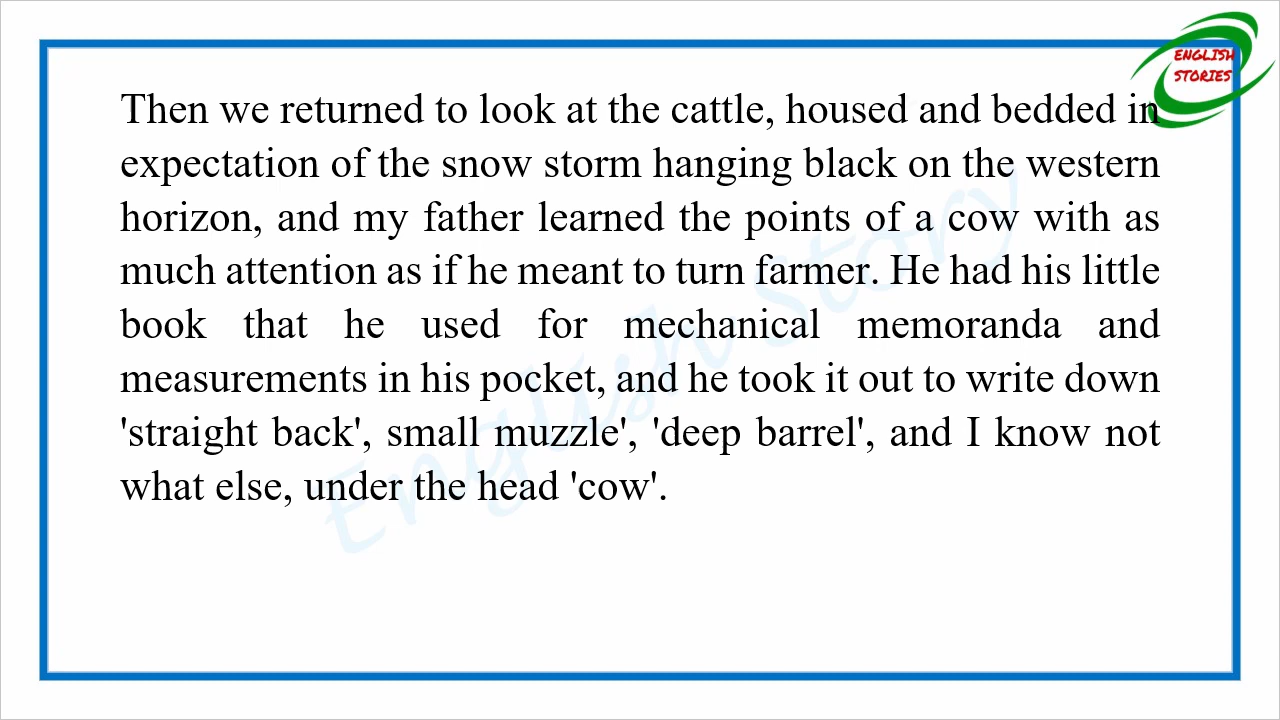 ENGLISH
STORIES
Then we returned to look at the cattle, housed and bedded in
expectation of the snow storm hanging black on the western
horizon, and my father learned the points of a cow with as
much attention as if he meant to turn farmer. He had his little
book that he used for mechanical memoranda and
measurements in his pocket, and he took it out to write down
'straight back', small muzzle', 'deep barrel', and I know not
what else, under the head 'cow'.
English Story